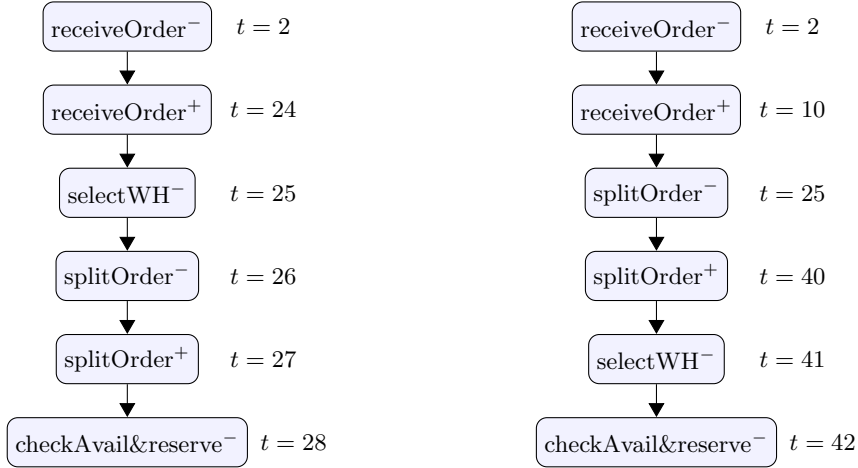 receiveOrder⁻ t = 2
receiveOrder⁺ t = 24
selectWH⁻ t = 25
splitOrder⁻ t = 26
splitOrder⁺ t = 27
checkAvail&reserve⁻ t = 28
receiveOrder⁻ t = 2
receiveOrder⁺ t = 10
splitOrder⁻ t = 25
splitOrder⁺ t = 40
selectWH⁻ t = 41
checkAvail&reserve⁻ t = 42